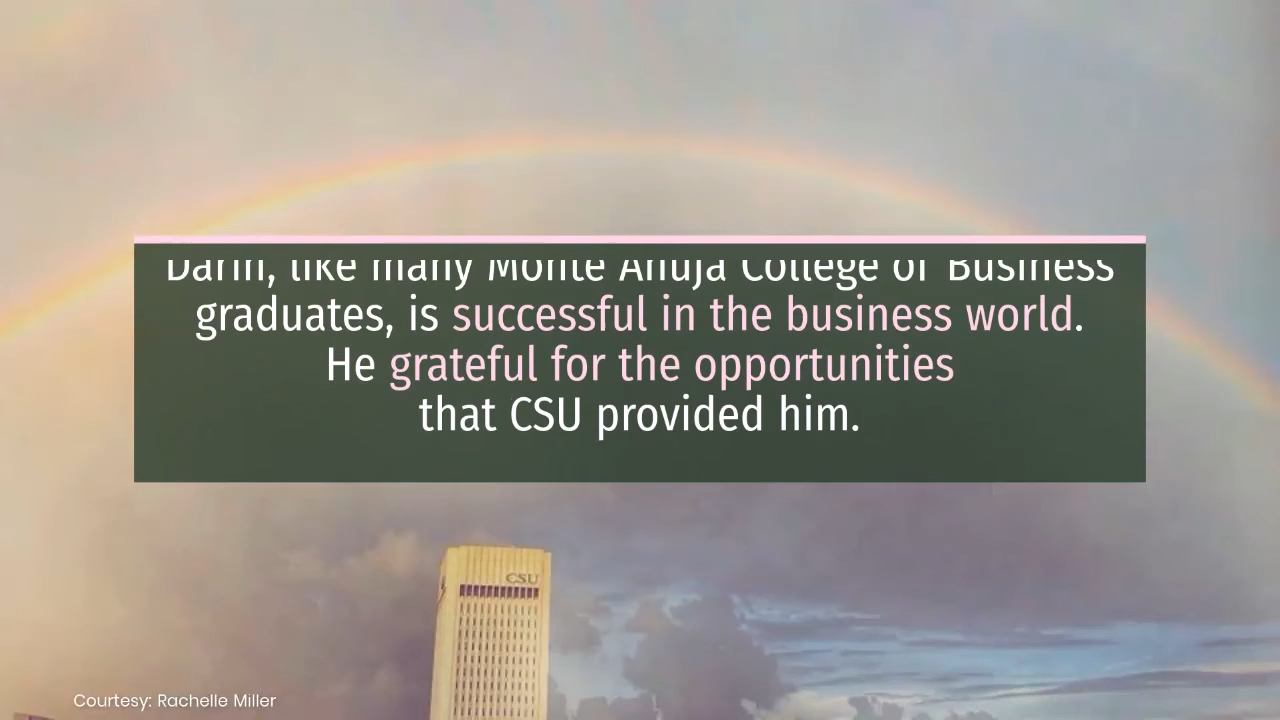 Darin, like many Monte Ahuja College of Business
graduates, is successful in the business world.
He grateful for the opportunities
that CSU provided him.
CSU
Courtesy: Rachelle Miller